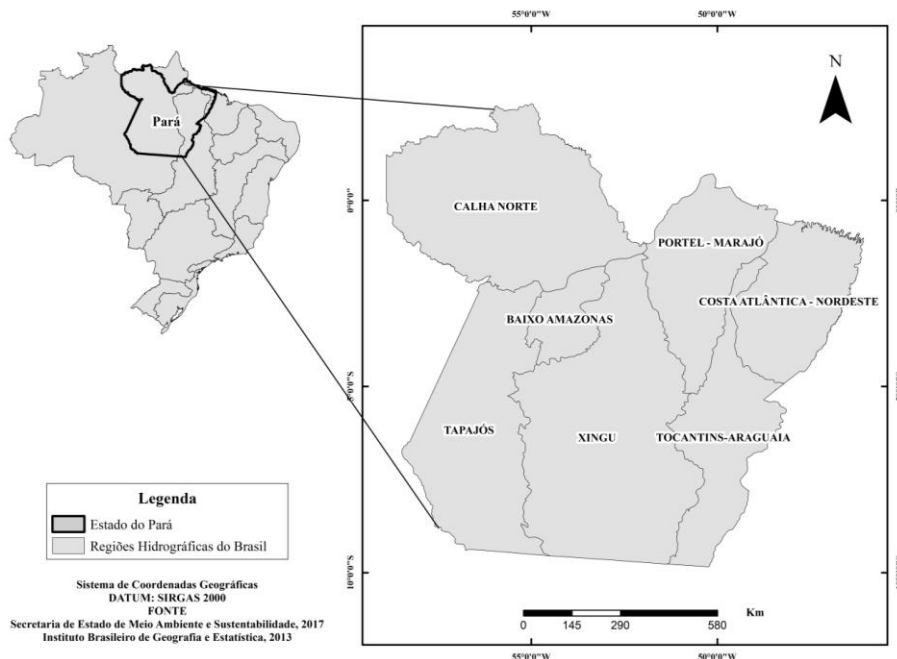 55°0'0"W
50°0'0"W
N
Pará
0°0'0"
CALHA NORTE
PORTEL - MARAJÓ
COSTA ATLÂNTICA - NORDESTE
BAIXO AMAZONAS
TAPAJÓS
XINGU
TOCANTINS-ARAGUAIA
Legenda
Estado do Pará
Regiões Hidrográficas do Brasil
10°0'0"S
Sistema de Coordenadas Geográficas
DATUM: SIRGAS 2000
FONTE
Secretaria de Estado de Meio Ambiente e Sustentabilidade, 2017
Instituto Brasileiro de Geografia e Estatística, 2013
Km
0 145 290 580
55°0'0"W
50°0'0"W